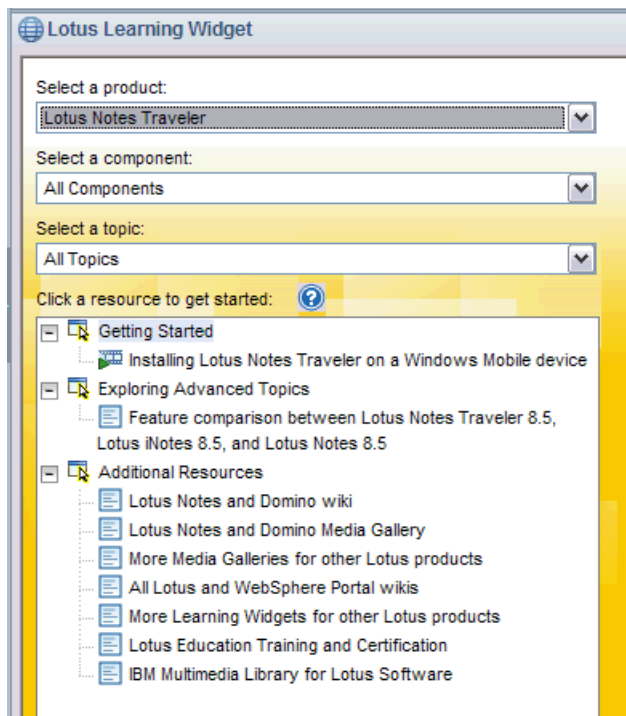 Lotus Learning Widget
Select a product:
Lotus Notes Traveler
Select a component:
All Components
Select a topic:
All Topics
Click a resource to get started: ?
Getting Started
Installing Lotus Notes Traveler on a Windows Mobile device
Exploring Advanced Topics
Feature comparison between Lotus Notes Traveler 8.5,
Lotus iNotes 8.5, and Lotus Notes 8.5
Additional Resources
Lotus Notes and Domino wiki
Lotus Notes and Domino Media Gallery
More Media Galleries for other Lotus products
All Lotus and WebSphere Portal wikis
More Learning Widgets for other Lotus products
Lotus Education Training and Certification
IBM Multimedia Library for Lotus Software